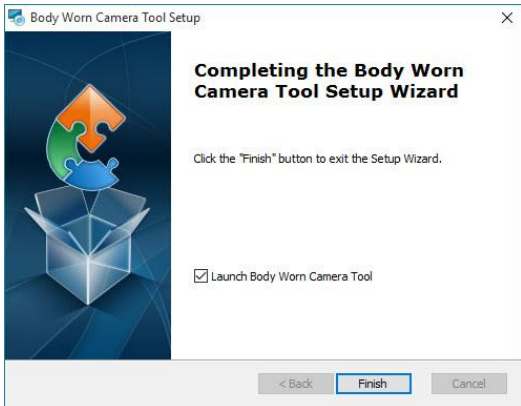 Body Worn Camera Tool Setup
Completing the Body Worn
Camera Tool Setup Wizard
Click the "Finish" button to exit the Setup Wizard.
Launch Body Worn Camera Tool
< Back Finish Cancel